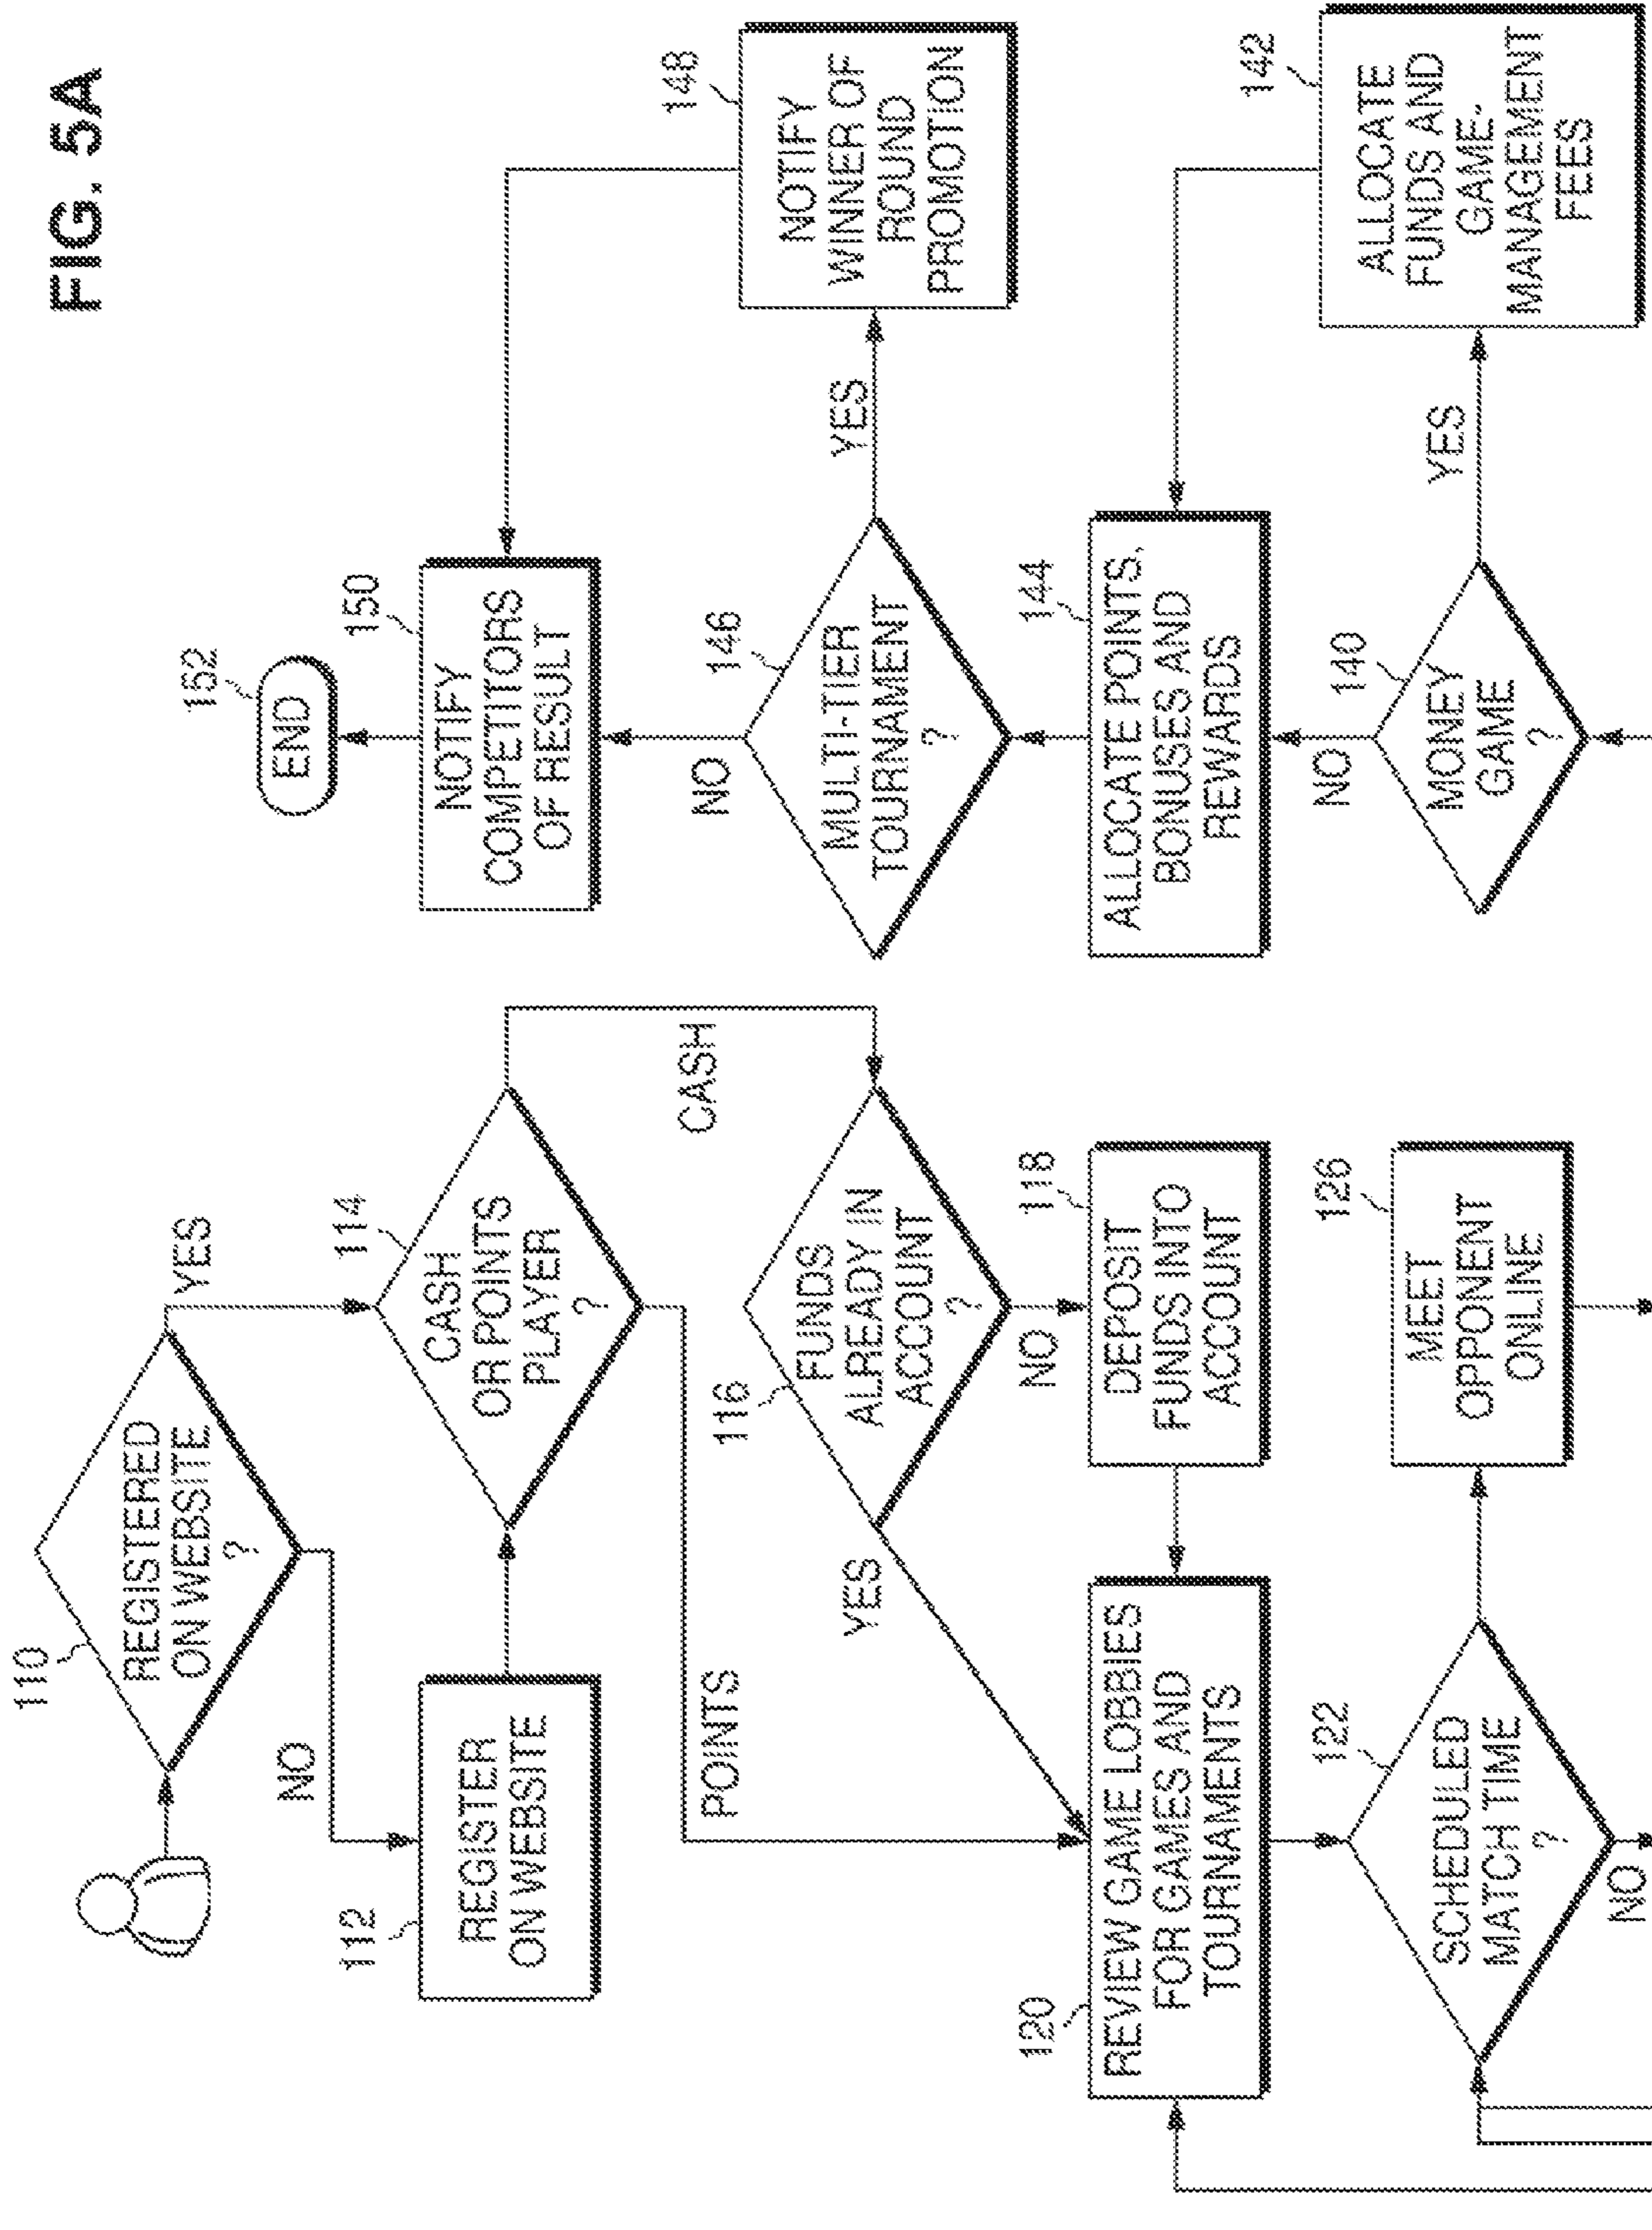 FIG. 5A
110
REGISTERED
ON WEBSITE
?
YES
NO
112
REGISTER
ON WEBSITE
114
CASH
OR POINTS
PLAYER
?
CASH
POINTS
116
FUNDS
ALREADY IN
ACCOUNT
?
YES
NO
118
DEPOSIT
FUNDS INTO
ACCOUNT
120
REVIEW GAME LOBBIES
FOR GAMES AND
TOURNAMENTS
122
SCHEDULED
MATCH TIME
?
NO
126
MEET
OPPONENT
ONLINE
152
END
150
NOTIFY
COMPETITORS
OF RESULT
148
NOTIFY
WINNER OF
ROUND
PROMOTION
146
MULTI-TIER
TOURNAMENT
?
NO
YES
144
ALLOCATE POINTS,
BONUSES AND
REWARDS
140
MONEY
GAME
?
NO
YES
142
ALLOCATE
FUNDS AND
GAME-
MANAGEMENT
FEES